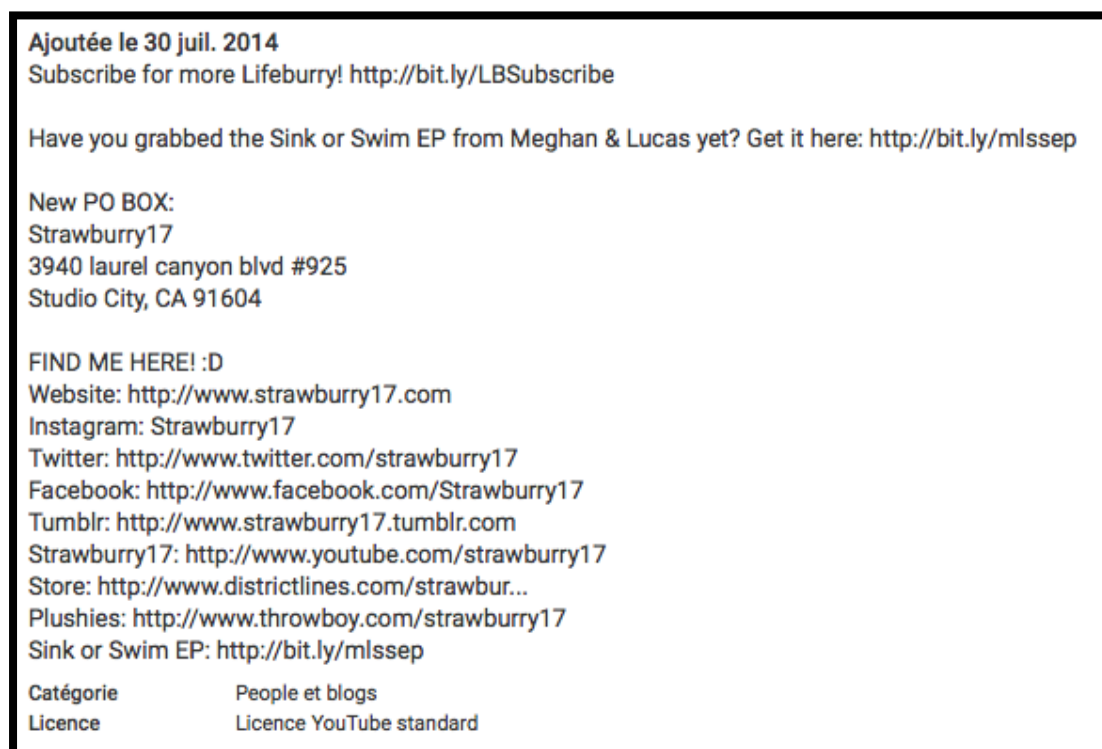 Ajoutée le 30 juil. 2014
Subscribe for more Lifeburry! http://bit.ly/LBSubscribe
Have you grabbed the Sink or Swim EP from Meghan & Lucas yet? Get it here: http://bit.ly/mlssep
New PO BOX:
Strawburry17
3940 laurel canyon blvd #925
Studio City, CA 91604
FIND ME HERE! :D
Website: http://www.strawburry17.com
Instagram: Strawburry17
Twitter: http://www.twitter.com/strawburry17
Facebook: http://www.facebook.com/Strawburry17
Tumblr: http://www.strawburry17.tumblr.com
Strawburry17: http://www.youtube.com/strawburry17
Store: http://www.districtlines.com/strawbur...
Plushies: http://www.throwboy.com/strawburry17
Sink or Swim EP: http://bit.ly/mlssep
Catégorie People et blogs
Licence Licence YouTube standard